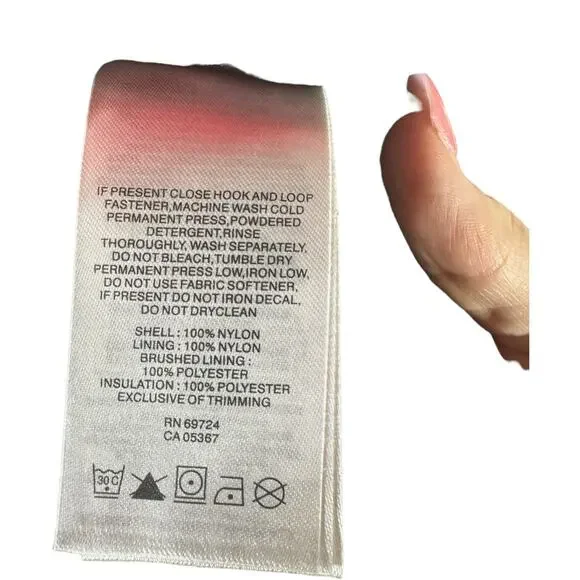 IF PRESENT CLOSE HOOK AND LOOP
FASTENER,MACHINE WASH COLD
PERMANENT PRESS,POWDERED
DETERGENT,RINSE
THOROUGHLY, WASH SEPARATELY,
DO NOT BLEACH,TUMBLE DRY
PERMANENT PRESS LOW,IRON LOW,
DO NOT USE FABRIC SOFTENER,
IF PRESENT DO NOT IRON DECAL,
DO NOT DRYCLEAN
SHELL : 100% NYLON
LINING : 100% NYLON
BRUSHED LINING :
100% POLYESTER
INSULATION : 100% POLYESTER
EXCLUSIVE OF TRIMMING
RN 69724
CA 05367
30 C